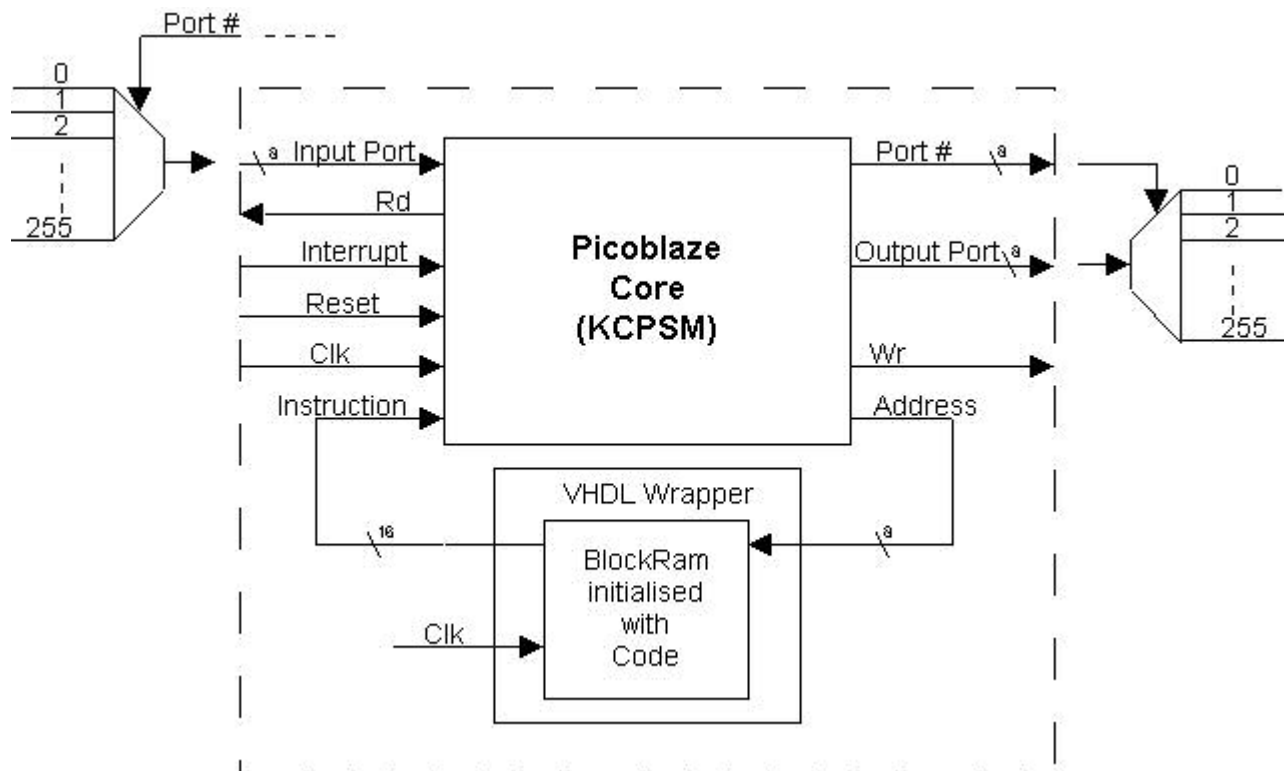 Port #
0
1
2
255
8 Input Port
Rd
Interrupt
Reset
Clk
Instruction
Picoblaze
Core
(KCPSM)
Port # 8
Output Port 8
Wr
Address
0
1
2
255
VHDL Wrapper
16
8
BlockRam
initialised
with
Code
Clk